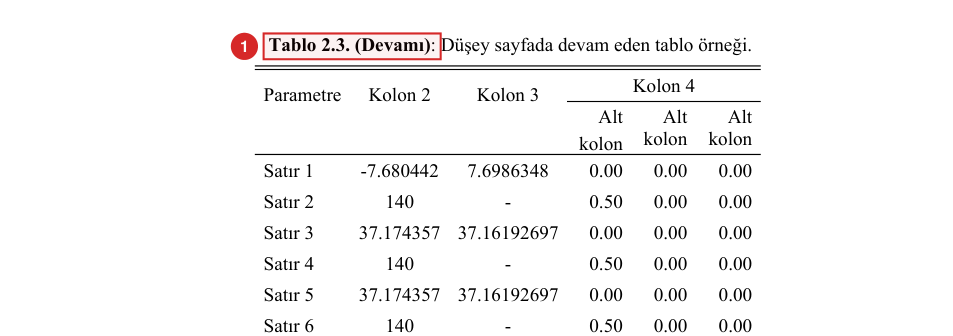 1 Tablo 2.3. (Devamı): Düşey sayfada devam eden tablo örneği.
Parametre Kolon 2 Kolon 3 Kolon 4
Alt kolon Alt kolon Alt kolon
Satır 1 -7.680442 7.6986348 0.00 0.00 0.00
Satır 2 140 - 0.50 0.00 0.00
Satır 3 37.174357 37.16192697 0.00 0.00 0.00
Satır 4 140 - 0.50 0.00 0.00
Satır 5 37.174357 37.16192697 0.00 0.00 0.00
Satır 6 140 - 0.50 0.00 0.00